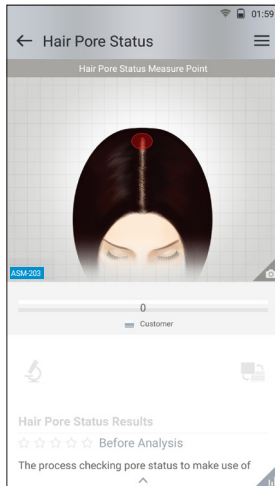 01:59
Hair Pore Status
Hair Pore Status Measure Point
ASM-203
0
Customer
Hair Pore Status Results
Before Analysis
The process checking pore status to make use of